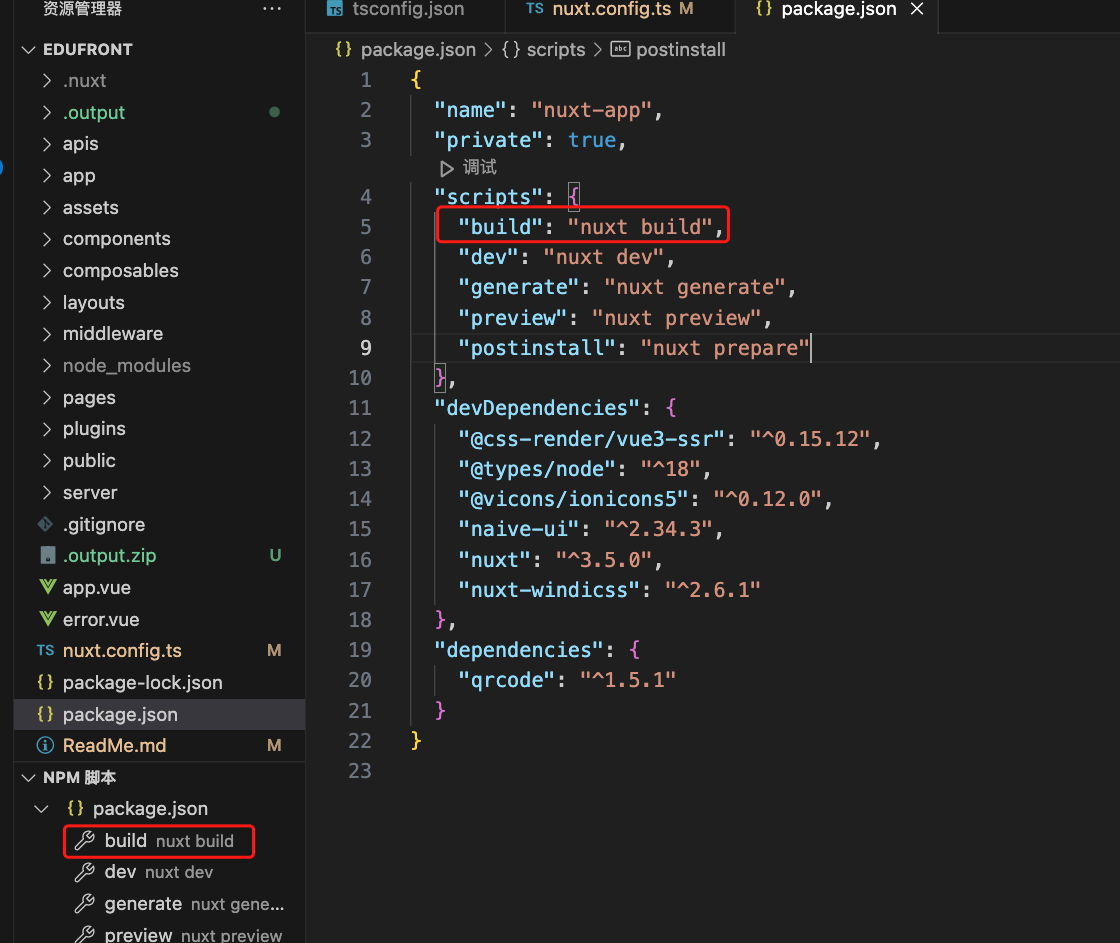 资源管理器 ...
EDUFRONT
.nuxt
.output
apis
app
assets
components
composables
layouts
middleware
node_modules
pages
plugins
public
server
.gitignore
.output.zip U
app.vue
error.vue
TS nuxt.config.ts M
{} package-lock.json
{} package.json
ReadMe.md M
NPM 脚本
{} package.json
build nuxt build
dev nuxt dev
generate nuxt gene...
preview nuxt preview
TS tsconfig.json TS nuxt.config.ts M {} package.json ×
{} package.json > {} scripts > abc postinstall
1 {
2 "name": "nuxt-app",
3 "private": true,
调试
4 "scripts": {
5 "build": "nuxt build",
6 "dev": "nuxt dev",
7 "generate": "nuxt generate",
8 "preview": "nuxt preview",
9 "postinstall": "nuxt prepare"
10 },
11 "devDependencies": {
12 "@css-render/vue3-ssr": "^0.15.12",
13 "@types/node": "^18",
14 "@vicons/ionicons5": "^0.12.0",
15 "naive-ui": "^2.34.3",
16 "nuxt": "^3.5.0",
17 "nuxt-windicss": "^2.6.1"
18 },
19 "dependencies": {
20 "qrcode": "^1.5.1"
21 }
22 }
23